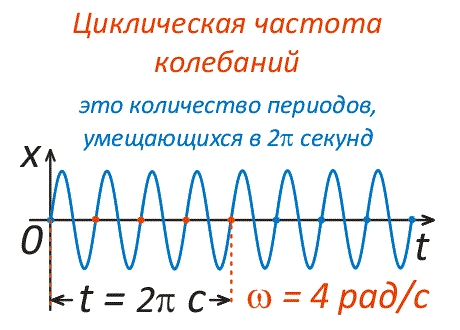 Циклическая частота
колебаний
это количество периодов,
умещающихся в 2π секунд
x
0
t
t = 2π с
ω = 4 рад/с